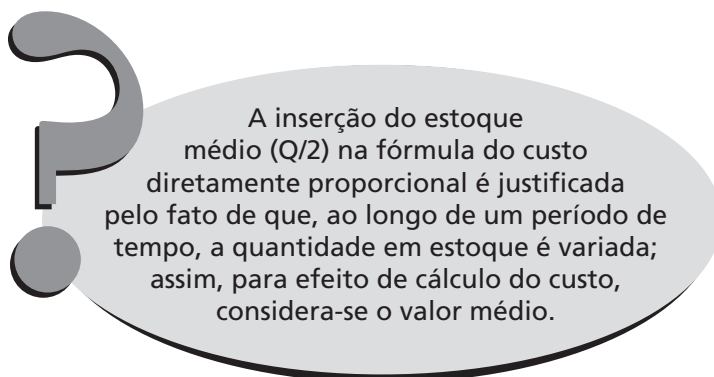 A inserção do estoque
médio (Q/2) na fórmula do custo
diretamente proporcional é justificada
pelo fato de que, ao longo de um período de
tempo, a quantidade em estoque é variada;
assim, para efeito de cálculo do custo,
considera-se o valor médio.